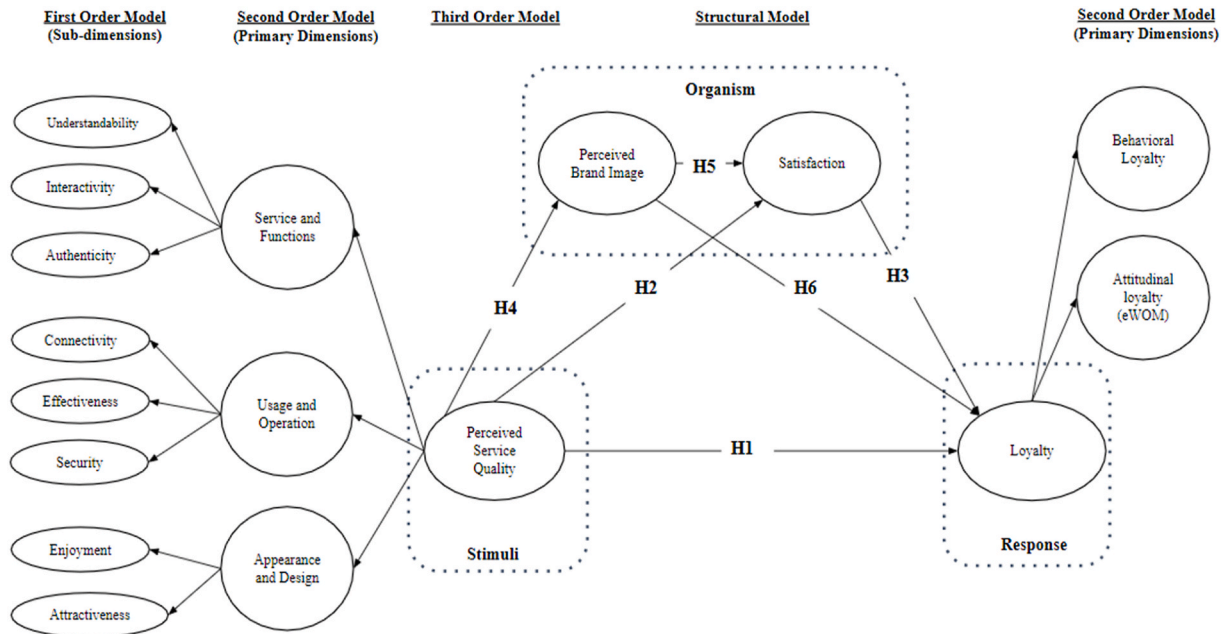 First Order Model
(Sub-dimensions)
Second Order Model
(Primary Dimensions)
Third Order Model
Structural Model
Second Order Model
(Primary Dimensions)
Organism
Understandability
Interactivity
Authenticity
Service and
Functions
Perceived
Brand Image
H5
Satisfaction
Behavioral
Loyalty
Attitudinal
loyalty
(eWOM)
H4
H2
H6
H3
Connectivity
Effectiveness
Security
Usage and
Operation
Perceived
Service
Quality
H1
Loyalty
Stimuli
Response
Enjoyment
Attractiveness
Appearance
and Design